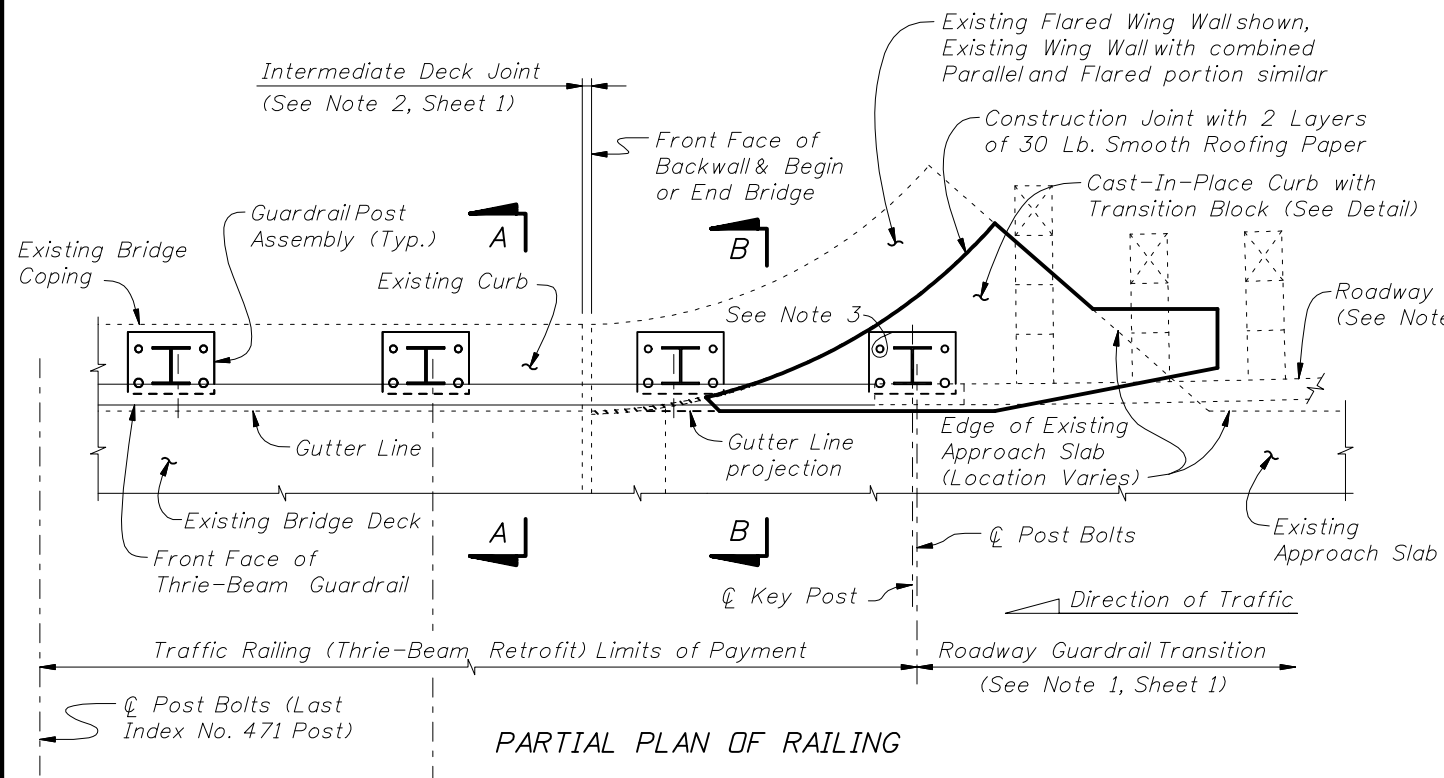 Existing Flared Wing Wall shown,
Existing Wing Wall with combined
Parallel and Flared portion similar
Intermediate Deck Joint
(See Note 2, Sheet 1)
Construction Joint with 2 Layers
of 30 Lb. Smooth Roofing Paper
Front Face of
Backwall & Begin
or End Bridge
Cast-In-Place Curb with
Transition Block (See Detail)
Guardrail Post
Assembly (Typ.)
A
B
Existing Bridge
Coping
Existing Curb
See Note 3
Roadway
(See Note
Gutter Line
Gutter Line
projection
Edge of Existing
Approach Slab
(Location Varies)
Existing Bridge Deck
A
B
℄ Post Bolts
Existing
Approach Slab
Front Face of
Thrie-Beam Guardrail
℄ Key Post
Direction of Traffic
Traffic Railing (Thrie-Beam Retrofit) Limits of Payment
Roadway Guardrail Transition
(See Note 1, Sheet 1)
℄ Post Bolts (Last
Index No. 471 Post)
PARTIAL PLAN OF RAILING